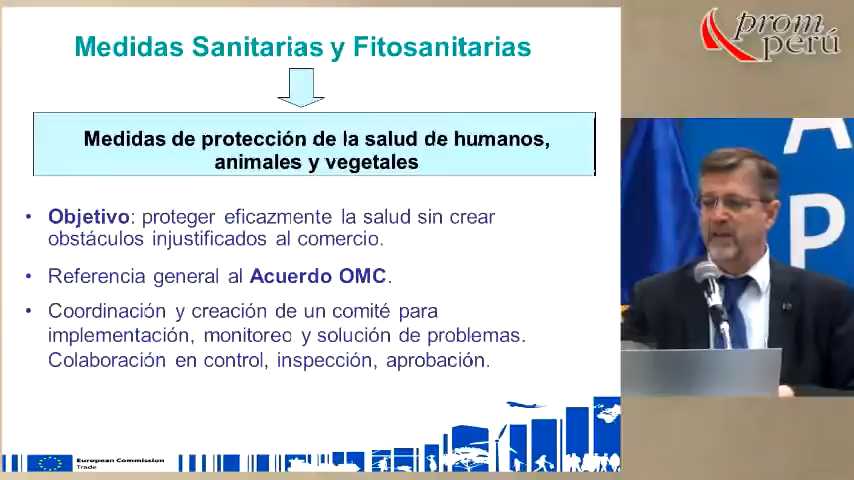 Medidas Sanitarias y Fitosanitarias
Medidas de protección de la salud de humanos,
animales y vegetales
• Objetivo: proteger eficazmente la salud sin crear
obstáculos injustificados al comercio.
• Referencia general al Acuerdo OMC.
• Coordinación y creación de un comité para
implementación, monitoreo y solución de problemas.
Colaboración en control, inspección, aprobación.
European Commission
Trade
prom
perú
A
P